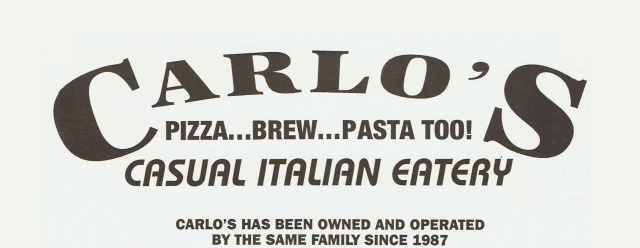 CARLO'S
PIZZA...BREW...PASTA TOO!
CASUAL ITALIAN EATERY
CARLO'S HAS BEEN OWNED AND OPERATED
BY THE SAME FAMILY SINCE 1987